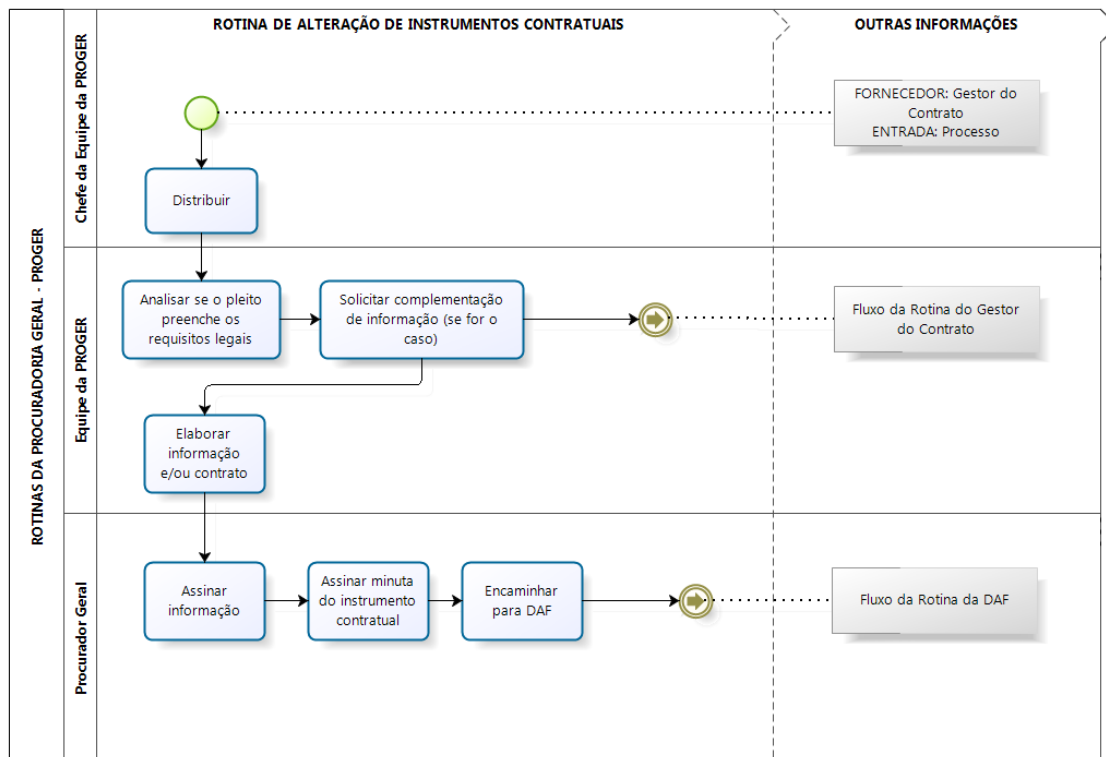 ROTINAS DA PROCURADORIA GERAL - PROGER
ROTINA DE ALTERAÇÃO DE INSTRUMENTOS CONTRATUAIS
OUTRAS INFORMAÇÕES
Chefe da Equipe da PROGER
FORNECEDOR: Gestor do
Contrato
ENTRADA: Processo
Distribuir
Equipe da PROGER
Analisar se o pleito
preenche os
requisitos legais
Solicitar complementação
de informação (se for o
caso)
Fluxo da Rotina do Gestor
do Contrato
Elaborar
informação
e/ou contrato
Procurador Geral
Assinar
informação
Assinar minuta
do instrumento
contratual
Encaminhar
para DAF
Fluxo da Rotina da DAF